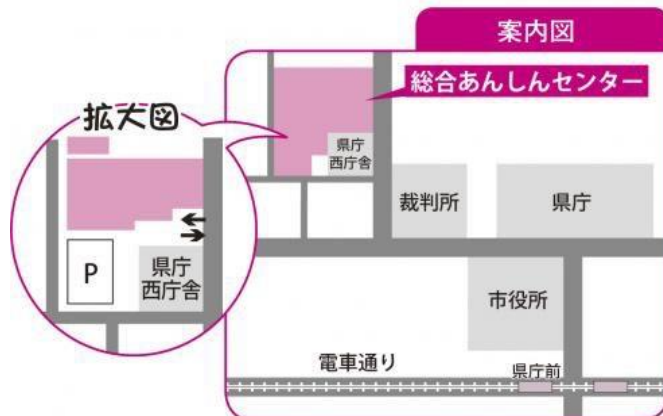 案内図
総合あんしんセンター
拡大図
県庁
西庁舎
裁判所
県庁
P
県庁
西庁舎
市役所
電車通り
県庁前